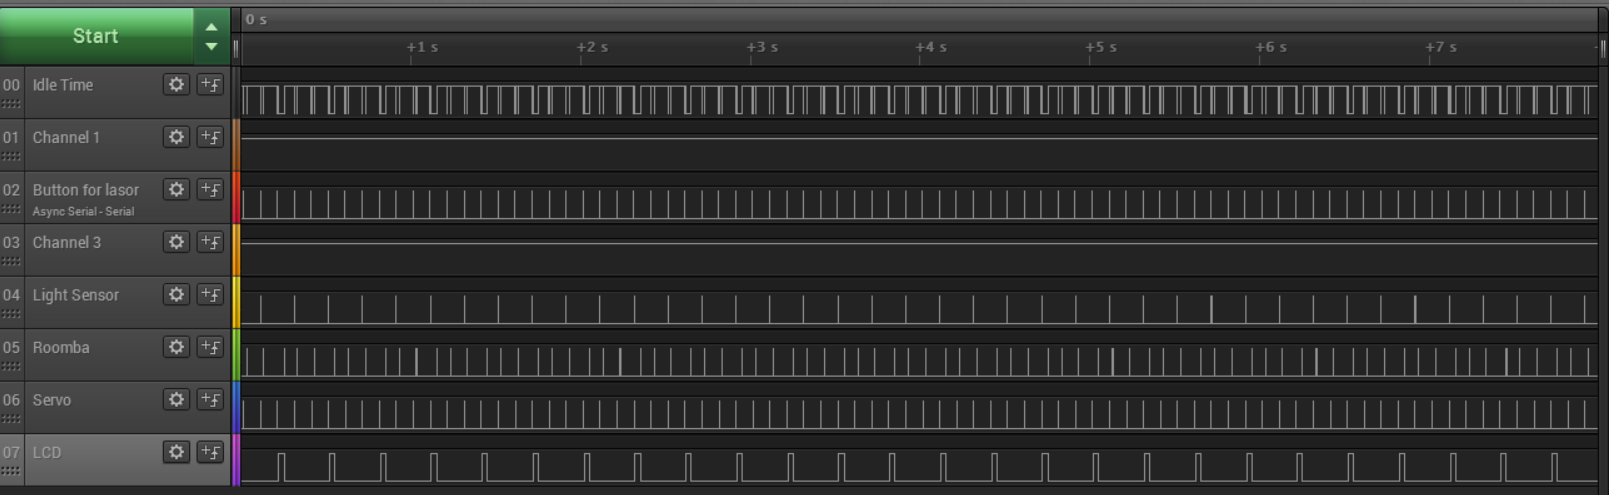 Start
0 s
+1 s +2 s +3 s +4 s +5 s +6 s +7 s
00 Idle Time
01 Channel 1
02 Button for lasor
Async Serial - Serial
03 Channel 3
04 Light Sensor
05 Roomba
06 Servo
07 LCD